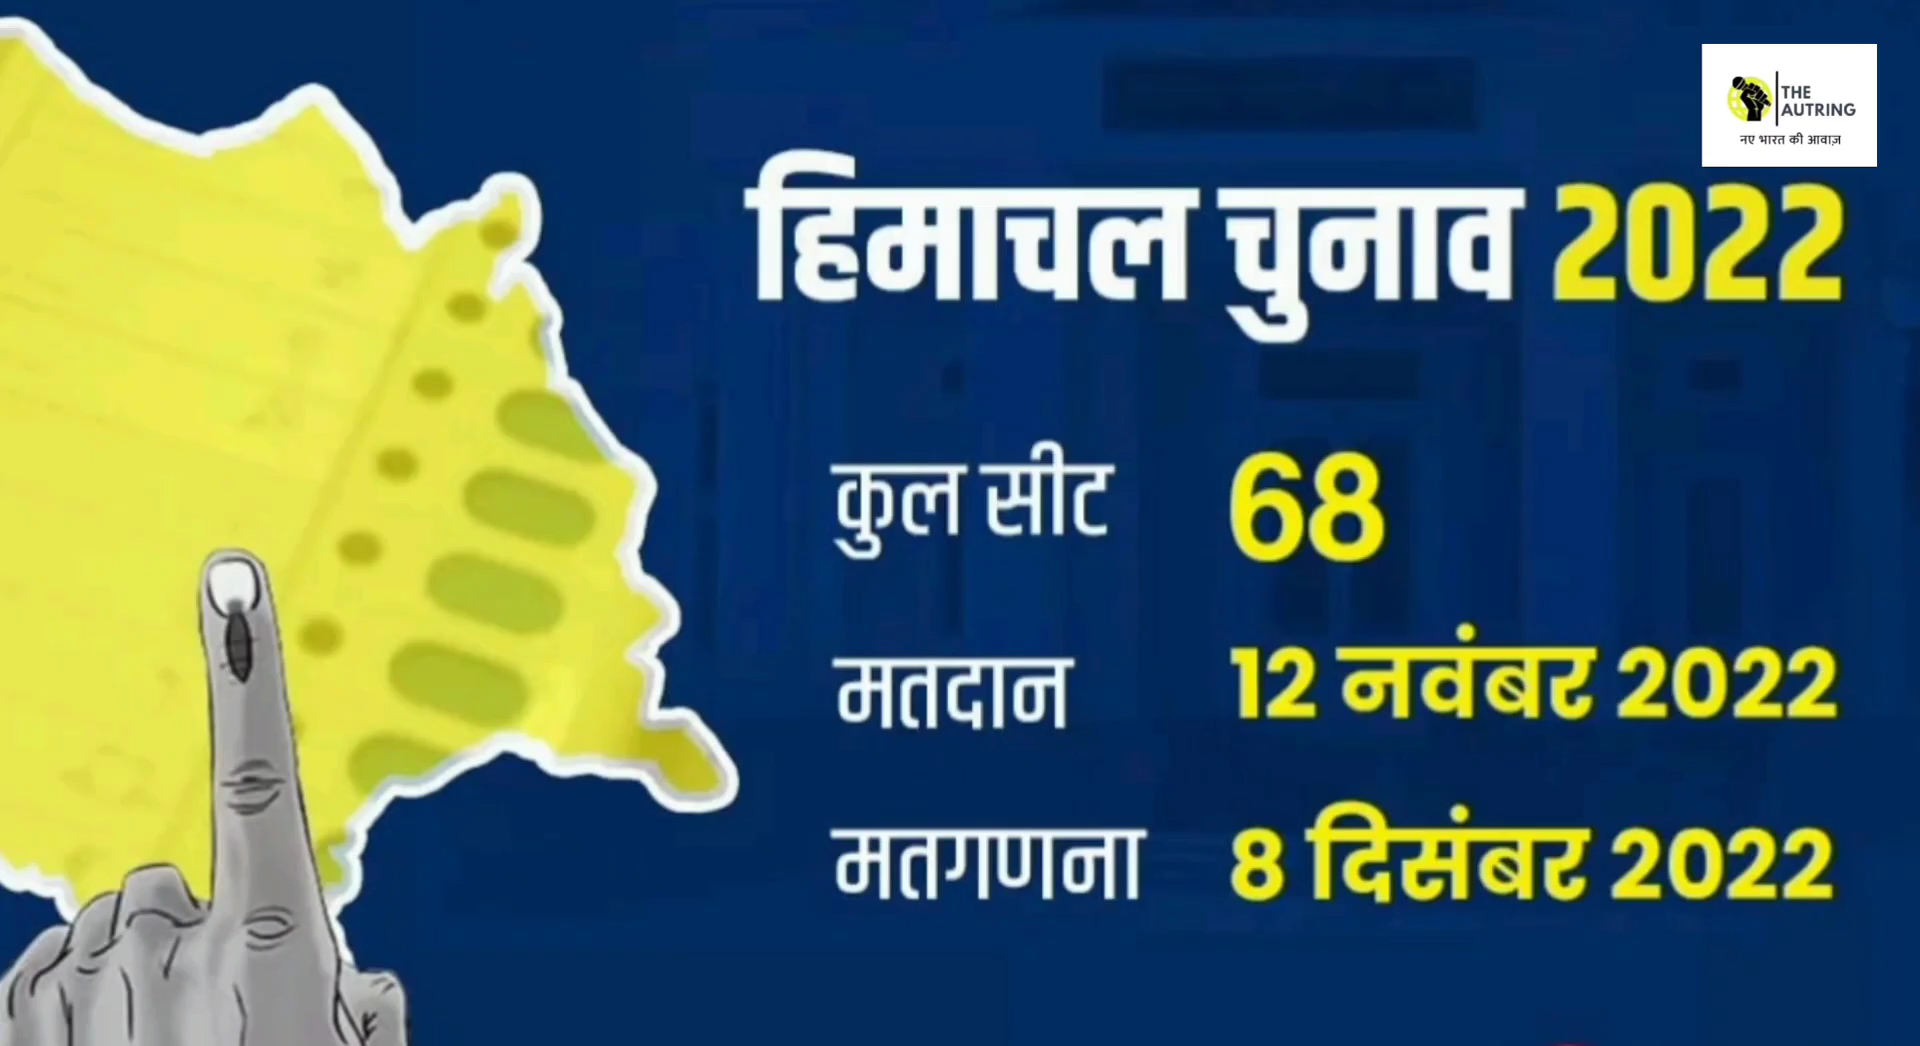 THE
AUTRING
नए भारत की आवाज़
हिमाचल चुनाव 2022
कुल सीट 68
मतदान 12 नवंबर 2022
मतगणना 8 दिसंबर 2022